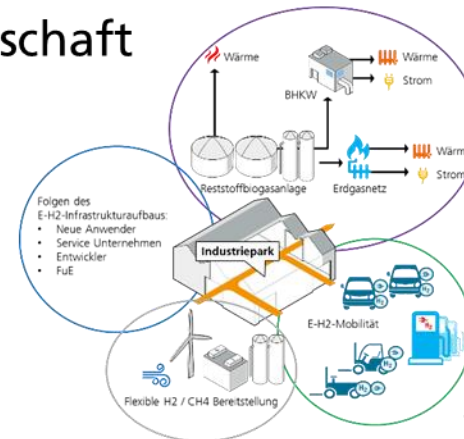 schaft
Wärme
Wärme
Strom
BHKW
Wärme
Strom
Reststoffbiogasanlage
Erdgasnetz
Folgen des
E-H2-Infrastrukturaufbaus:
• Neue Anwender
• Service Unternehmen
• Entwickler
• FuE
Industriepark
E-H2-Mobilität
Flexible H2 / CH4 Bereitstellung